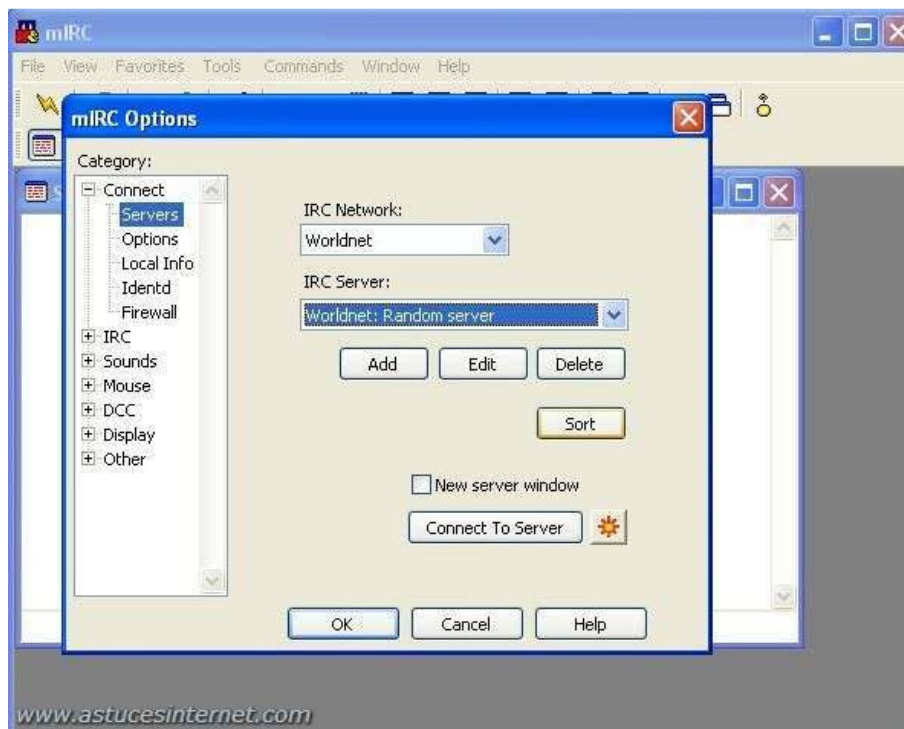 mIRC
File View Favorites Tools Commands Window Help
mIRC Options
Category:
Connect
Servers
Options
Local Info
Identd
Firewall
IRC
Sounds
Mouse
DCC
Display
Other
IRC Network:
Worldnet
IRC Server:
Worldnet: Random server
Add Edit Delete
Sort
New server window
Connect To Server
OK Cancel Help
www.astucesinternet.com